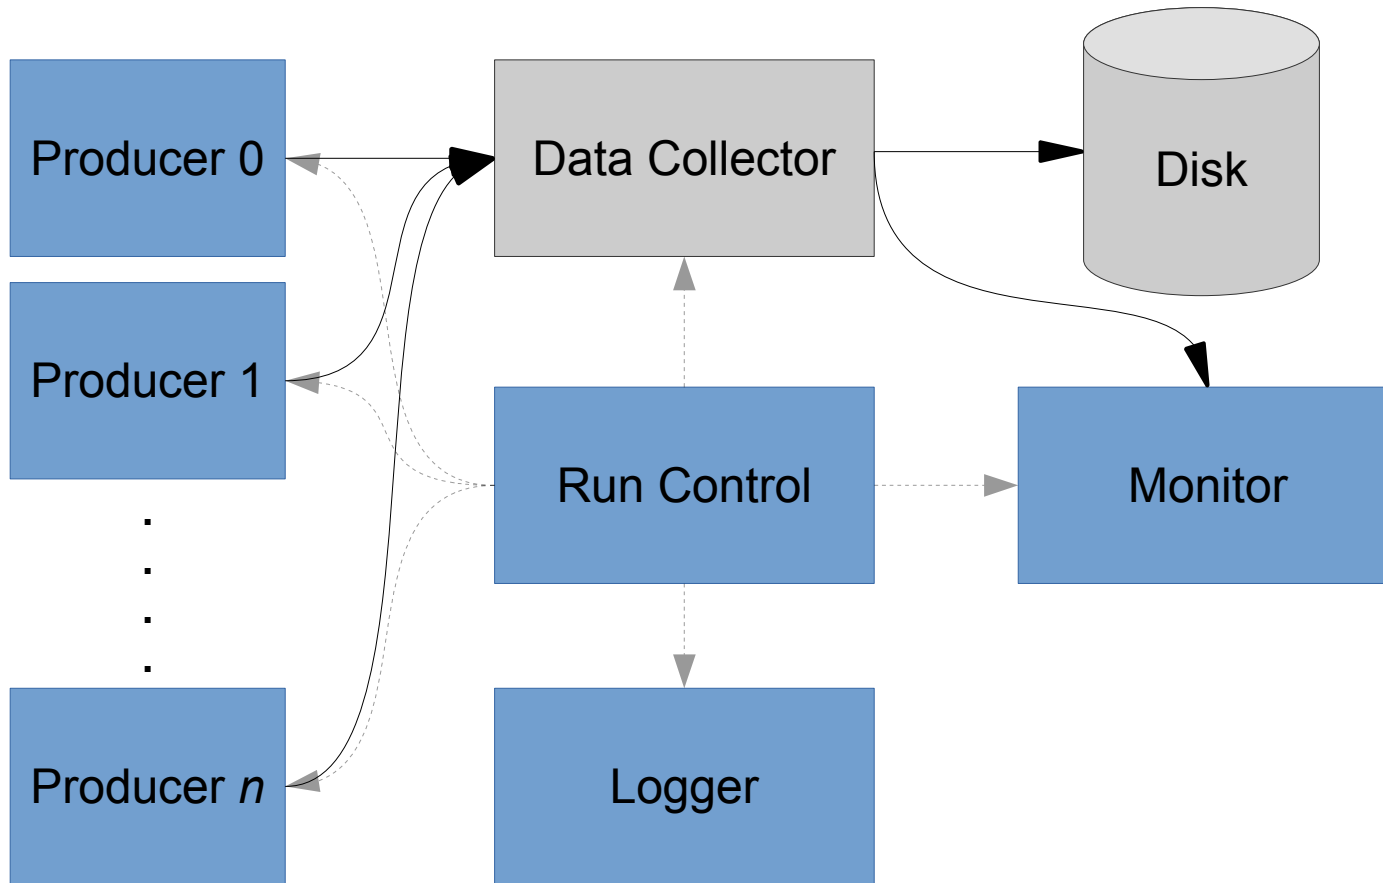 Producer 0
Data Collector
Disk
Producer 1
Run Control
Monitor
.
.
.
.
Producer n
Logger